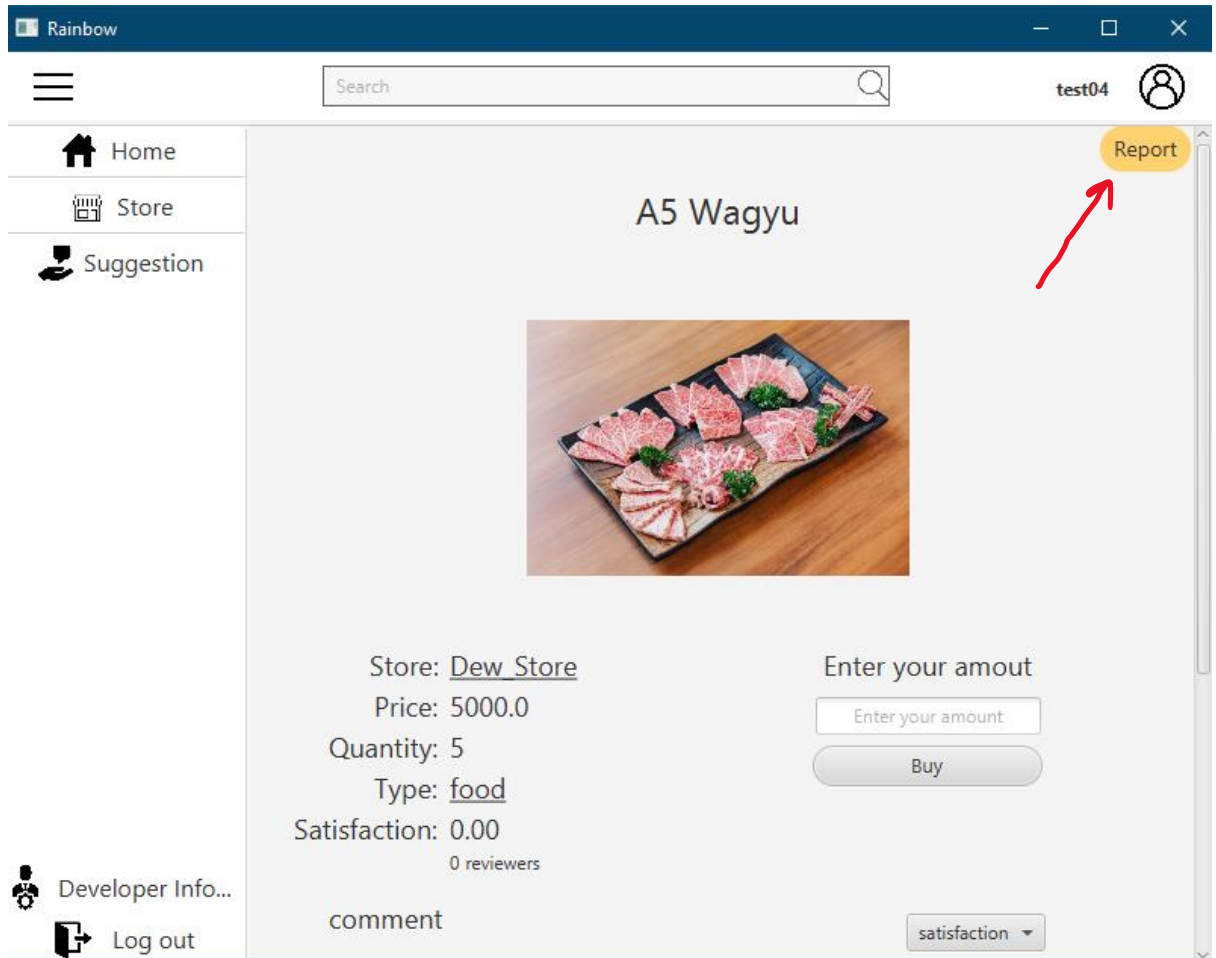 Rainbow
Search
test04
Home
Report
Store
A5 Wagyu
Suggestion
Store: Dew_Store
Enter your amout
Price: 5000.0
Enter your amount
Quantity: 5
Buy
Type: food
Satisfaction: 0.00
0 reviewers
Developer Info...
comment
satisfaction
Log out